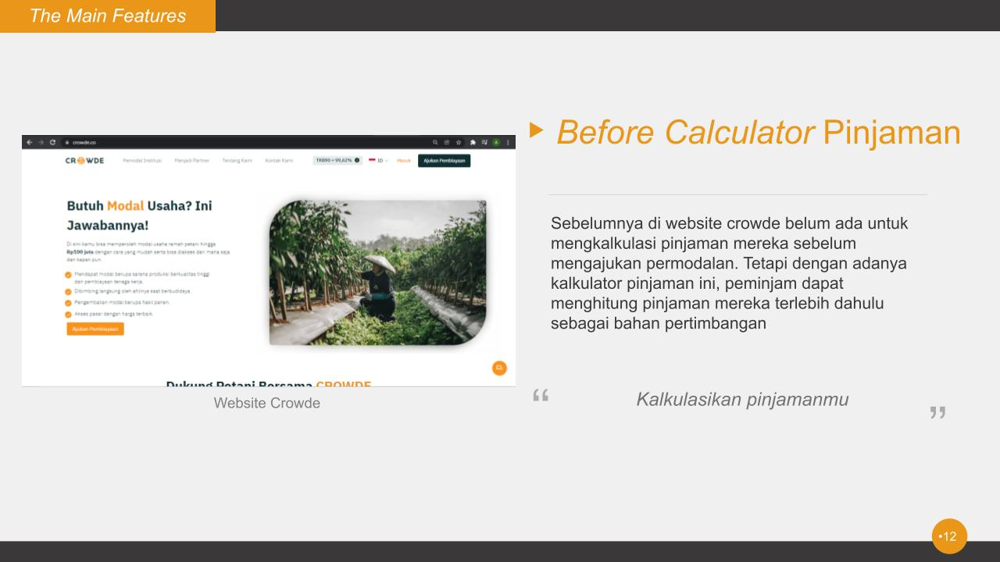 The Main Features
crowde.co
CROWDE
Pemodal Institusi
Menjadi Partner
Tentang Kami
Kontak Kami
TKB90 = 99,62%
ID
Masuk
Ajukan Pembiayaan
Butuh Modal Usaha? Ini
Jawabannya!
Di sini kamu bisa memperoleh modal usaha ramah petani hingga
Rp100 juta dengan cara yang mudah serta bisa diakses dari mana saja
dan kapan pun.
Mendapat modal berupa sarana produksi berkualitas tinggi
dan pembiayaan tenaga kerja.
Dibimbing langsung oleh ahlinya saat berbudidaya.
Pengembalian modal berupa hasil panen.
Akses pasar dengan harga terbaik.
Ajukan Pembiayaan
Dukung Petani Bersama CROWDE
Website Crowde
Before Calculator Pinjaman
Sebelumnya di website crowde belum ada untuk
mengkalkulasi pinjaman mereka sebelum
mengajukan permodalan. Tetapi dengan adanya
kalkulator pinjaman ini, peminjam dapat
menghitung pinjaman mereka terlebih dahulu
sebagai bahan pertimbangan
“ Kalkulasikan pinjamanmu ”
•12